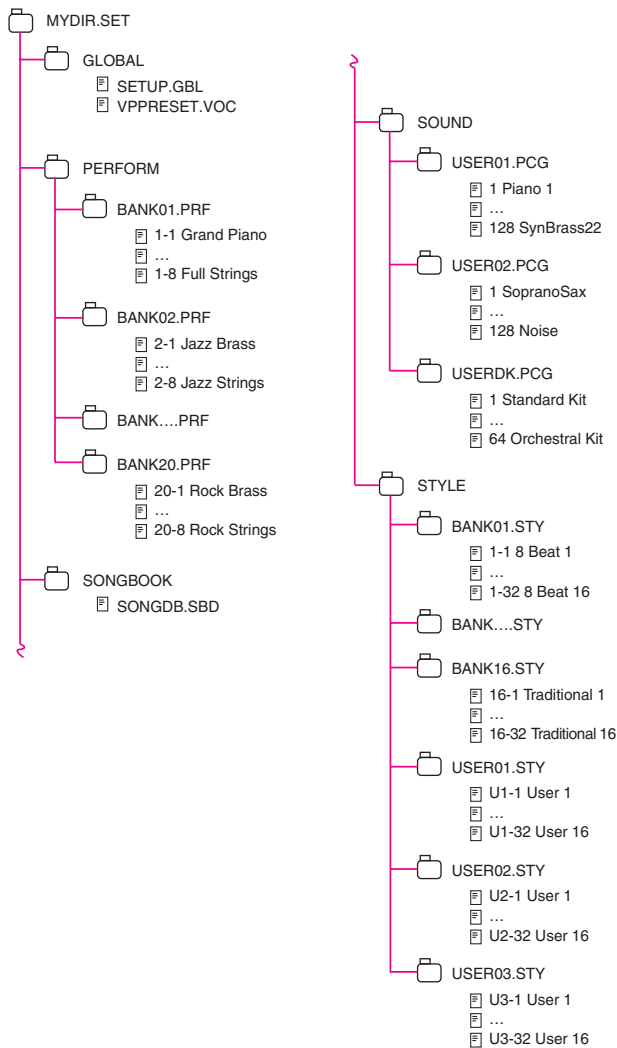 MYDIR.SET
GLOBAL
SETUP.GBL
VPPRESET.VOC
PERFORM
BANK01.PRF
1-1 Grand Piano
…
1-8 Full Strings
BANK02.PRF
2-1 Jazz Brass
…
2-8 Jazz Strings
BANK….PRF
BANK20.PRF
20-1 Rock Brass
…
20-8 Rock Strings
SONGBOOK
SONGDB.SBD
SOUND
USER01.PCG
1 Piano 1
…
128 SynBrass22
USER02.PCG
1 SopranoSax
…
128 Noise
USERDK.PCG
1 Standard Kit
…
64 Orchestral Kit
STYLE
BANK01.STY
1-1 8 Beat 1
…
1-32 8 Beat 16
BANK….STY
BANK16.STY
16-1 Traditional 1
…
16-32 Traditional 16
USER01.STY
U1-1 User 1
…
U1-32 User 16
USER02.STY
U2-1 User 1
…
U2-32 User 16
USER03.STY
U3-1 User 1
…
U3-32 User 16